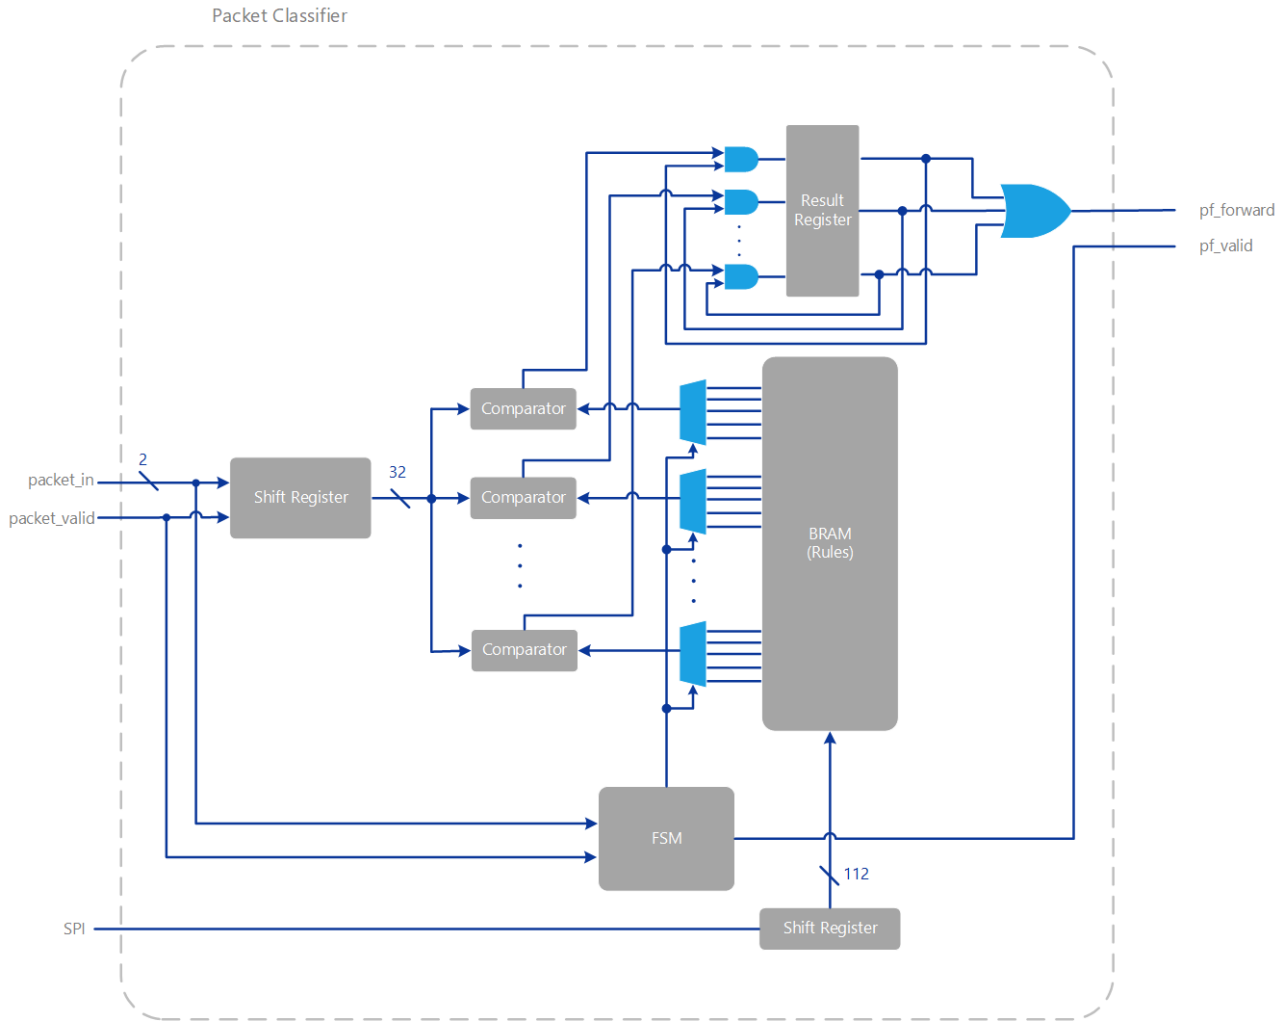 Packet Classifier
Result
Register
pf_forward
pf_valid
Comparator
2
packet_in
packet_valid
Shift Register
32
Comparator
BRAM
(Rules)
Comparator
FSM
112
SPI
Shift Register